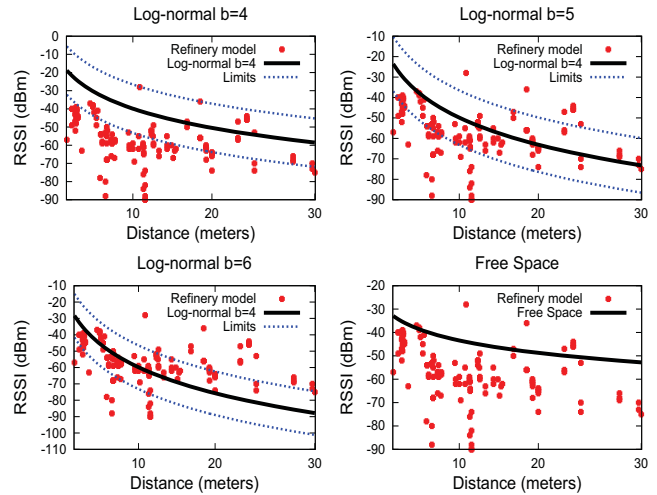 Log-normal b=4
RSSI (dBm)
0
-10
-20
-30
-40
-50
-60
-70
-80
-90
Refinery model
Log-normal b=4
Limits
10
20
30
Distance (meters)
Log-normal b=5
RSSI (dBm)
-10
-20
-30
-40
-50
-60
-70
-80
-90
Refinery model
Log-normal b=4
Limits
10
20
30
Distance (meters)
Log-normal b=6
RSSI (dBm)
-10
-20
-30
-40
-50
-60
-70
-80
-90
-100
-110
Refinery model
Log-normal b=4
Limits
10
20
30
Distance (meters)
Free Space
RSSI (dBm)
-20
-30
-40
-50
-60
-70
-80
-90
Refinery model
Free Space
10
20
30
Distance (meters)